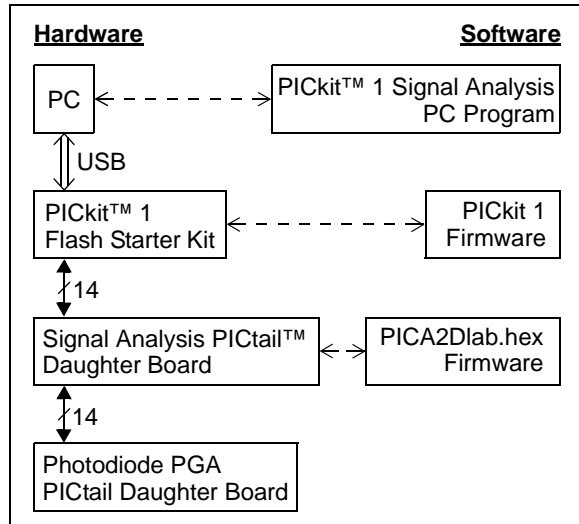 Hardware
Software
PC
PICkit™ 1 Signal Analysis
PC Program
USB
PICkit™ 1
Flash Starter Kit
PICkit 1
Firmware
14
Signal Analysis PICtail™
Daughter Board
PICA2Dlab.hex
Firmware
14
Photodiode PGA
PICtail Daughter Board